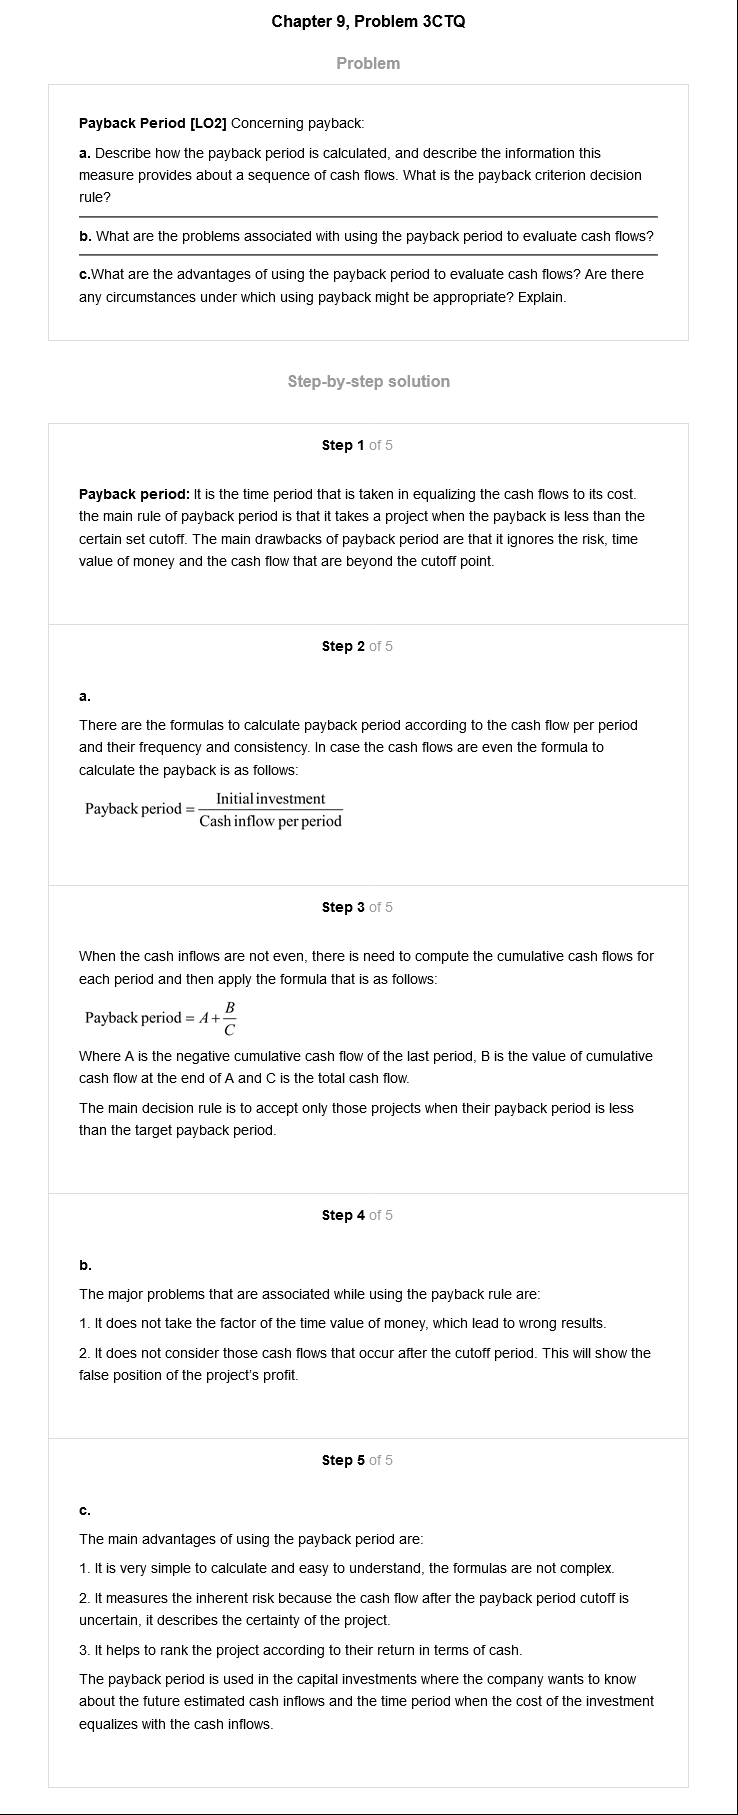 Chapter 9, Problem 3CTQ
Problem
Payback Period [LO2] Concerning payback:
a. Describe how the payback period is calculated, and describe the information this
measure provides about a sequence of cash flows. What is the payback criterion decision
rule?
b. What are the problems associated with using the payback period to evaluate cash flows?
c.What are the advantages of using the payback period to evaluate cash flows? Are there
any circumstances under which using payback might be appropriate? Explain.
Step-by-step solution
Step 1 of 5
Payback period: It is the time period that is taken in equalizing the cash flows to its cost.
the main rule of payback period is that it takes a project when the payback is less than the
certain set cutoff. The main drawbacks of payback period are that it ignores the risk, time
value of money and the cash flow that are beyond the cutoff point.
Step 2 of 5
a.
There are the formulas to calculate payback period according to the cash flow per period
and their frequency and consistency. In case the cash flows are even the formula to
calculate the payback is as follows:
Payback period = Initial investment / Cash inflow per period
Step 3 of 5
When the cash inflows are not even, there is need to compute the cumulative cash flows for
each period and then apply the formula that is as follows:
Payback period = A + B / C
Where A is the negative cumulative cash flow of the last period, B is the value of cumulative
cash flow at the end of A and C is the total cash flow.
The main decision rule is to accept only those projects when their payback period is less
than the target payback period.
Step 4 of 5
b.
The major problems that are associated while using the payback rule are:
1. It does not take the factor of the time value of money, which lead to wrong results.
2. It does not consider those cash flows that occur after the cutoff period. This will show the
false position of the project's profit.
Step 5 of 5
c.
The main advantages of using the payback period are:
1. It is very simple to calculate and easy to understand, the formulas are not complex.
2. It measures the inherent risk because the cash flow after the payback period cutoff is
uncertain, it describes the certainty of the project.
3. It helps to rank the project according to their return in terms of cash.
The payback period is used in the capital investments where the company wants to know
about the future estimated cash inflows and the time period when the cost of the investment
equalizes with the cash inflows.